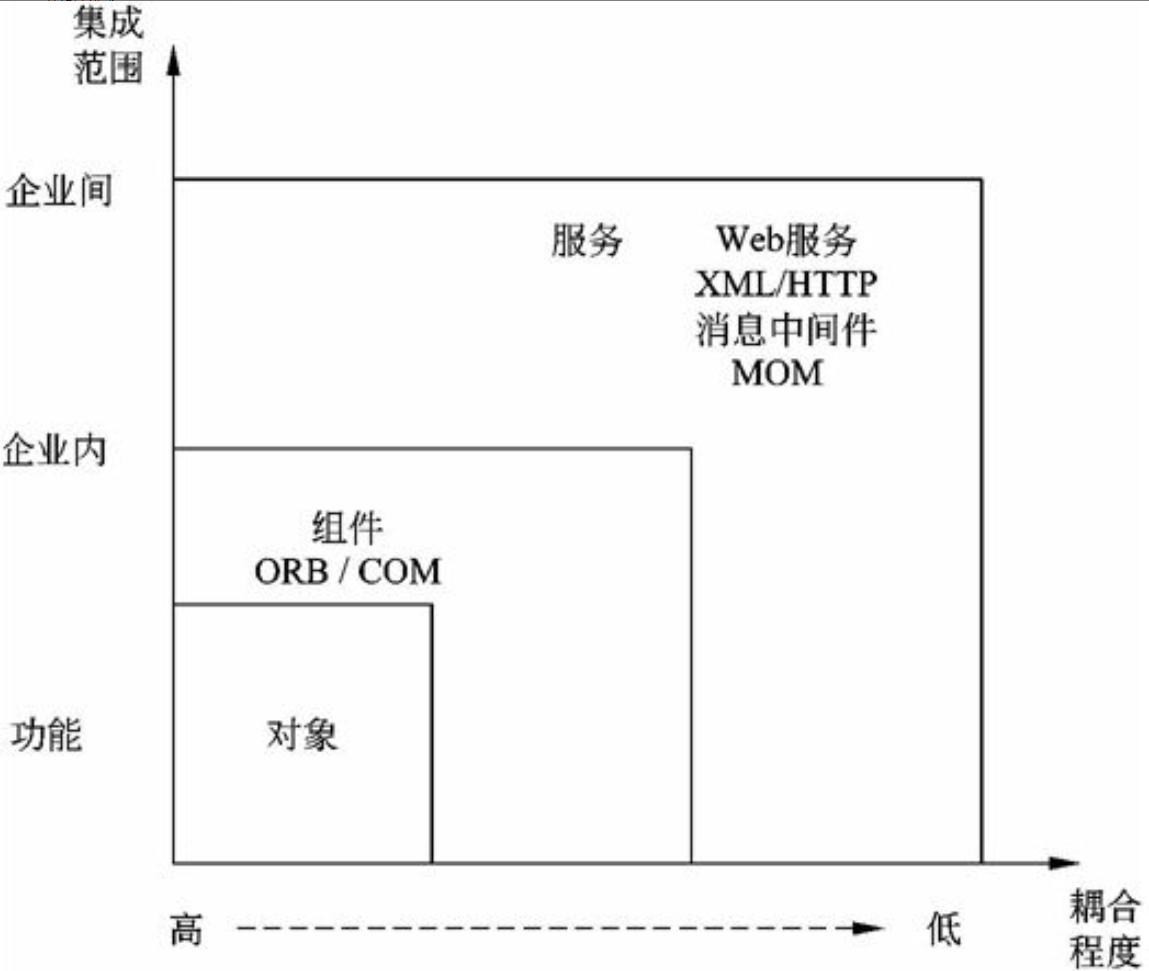 集成
范围
企业间
服务
Web服务
XML/HTTP
消息中间件
MOM
企业内
组件
ORB / COM
功能
对象
高
低
耦合
程度